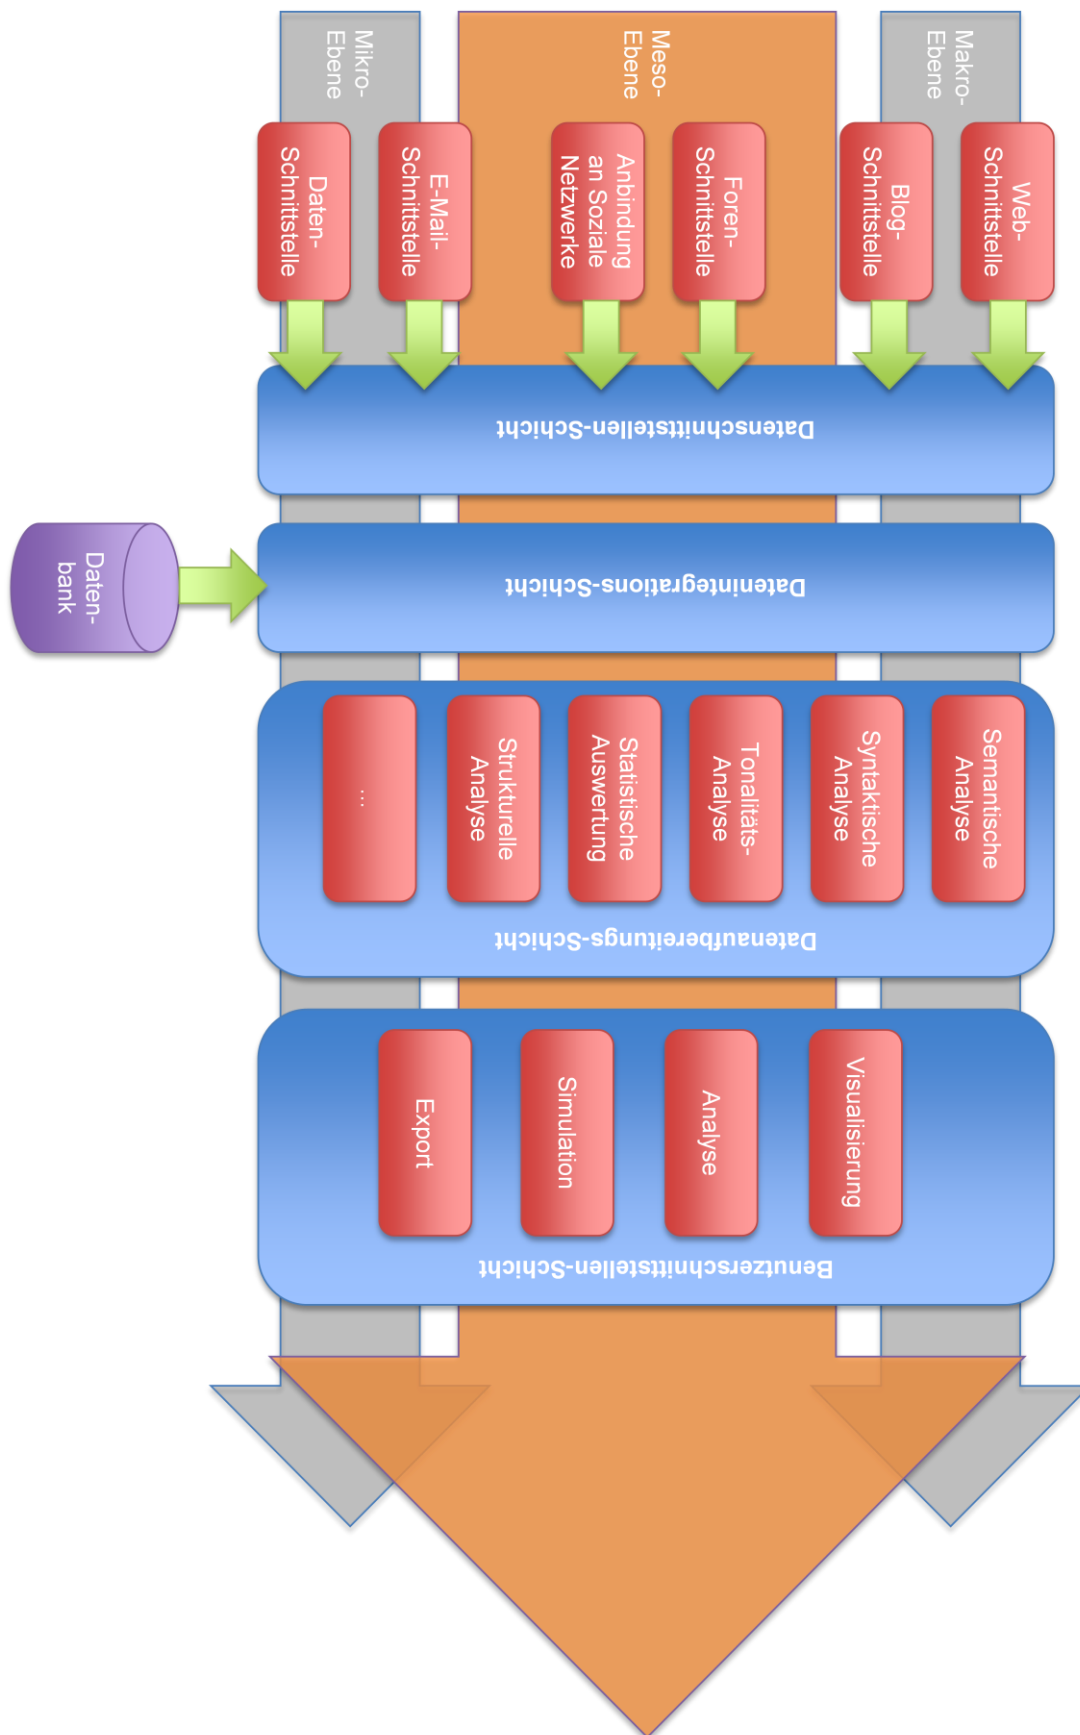 Makro-
Ebene
Meso-
Ebene
Mikro-
Ebene
Web-
Schnittstelle
Blog-
Schnittstelle
Foren-
Schnittstelle
Anbindung
an Soziale
Netzwerke
E-Mail-
Schnittstelle
Daten-
Schnittstelle
Datenschnittstellen-Schicht
Datenintegrations-Schicht
Daten-
bank
Semantische
Analyse
Syntaktische
Analyse
Tonalitäts-
Analyse
Statistische
Auswertung
Strukturelle
Analyse
...
Datenaufbereitungs-Schicht
Visualisierung
Analyse
Simulation
Export
Benutzerschnittstellen-Schicht